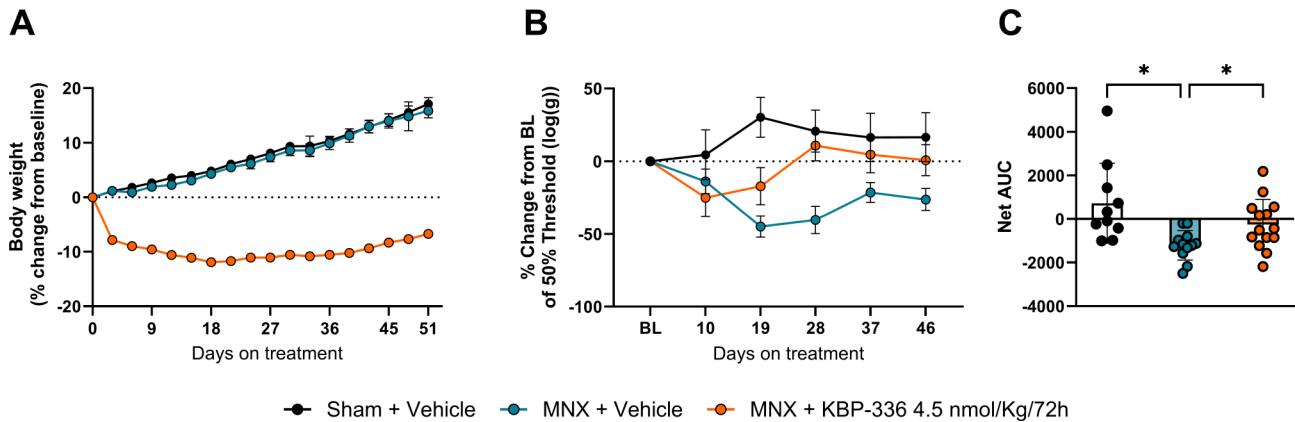 A
B
C
Body weight
(% change from baseline)
20
10
0
-10
-20
0
9
18
27
36
45
51
Days on treatment
% Change from BL
of 50% Threshold (log(g))
50
0
-50
-100
BL
10
19
28
37
46
Days on treatment
Net AUC
6000
4000
2000
0
-2000
-4000
*
*
Sham + Vehicle
MNX + Vehicle
MNX + KBP-336 4.5 nmol/Kg/72h